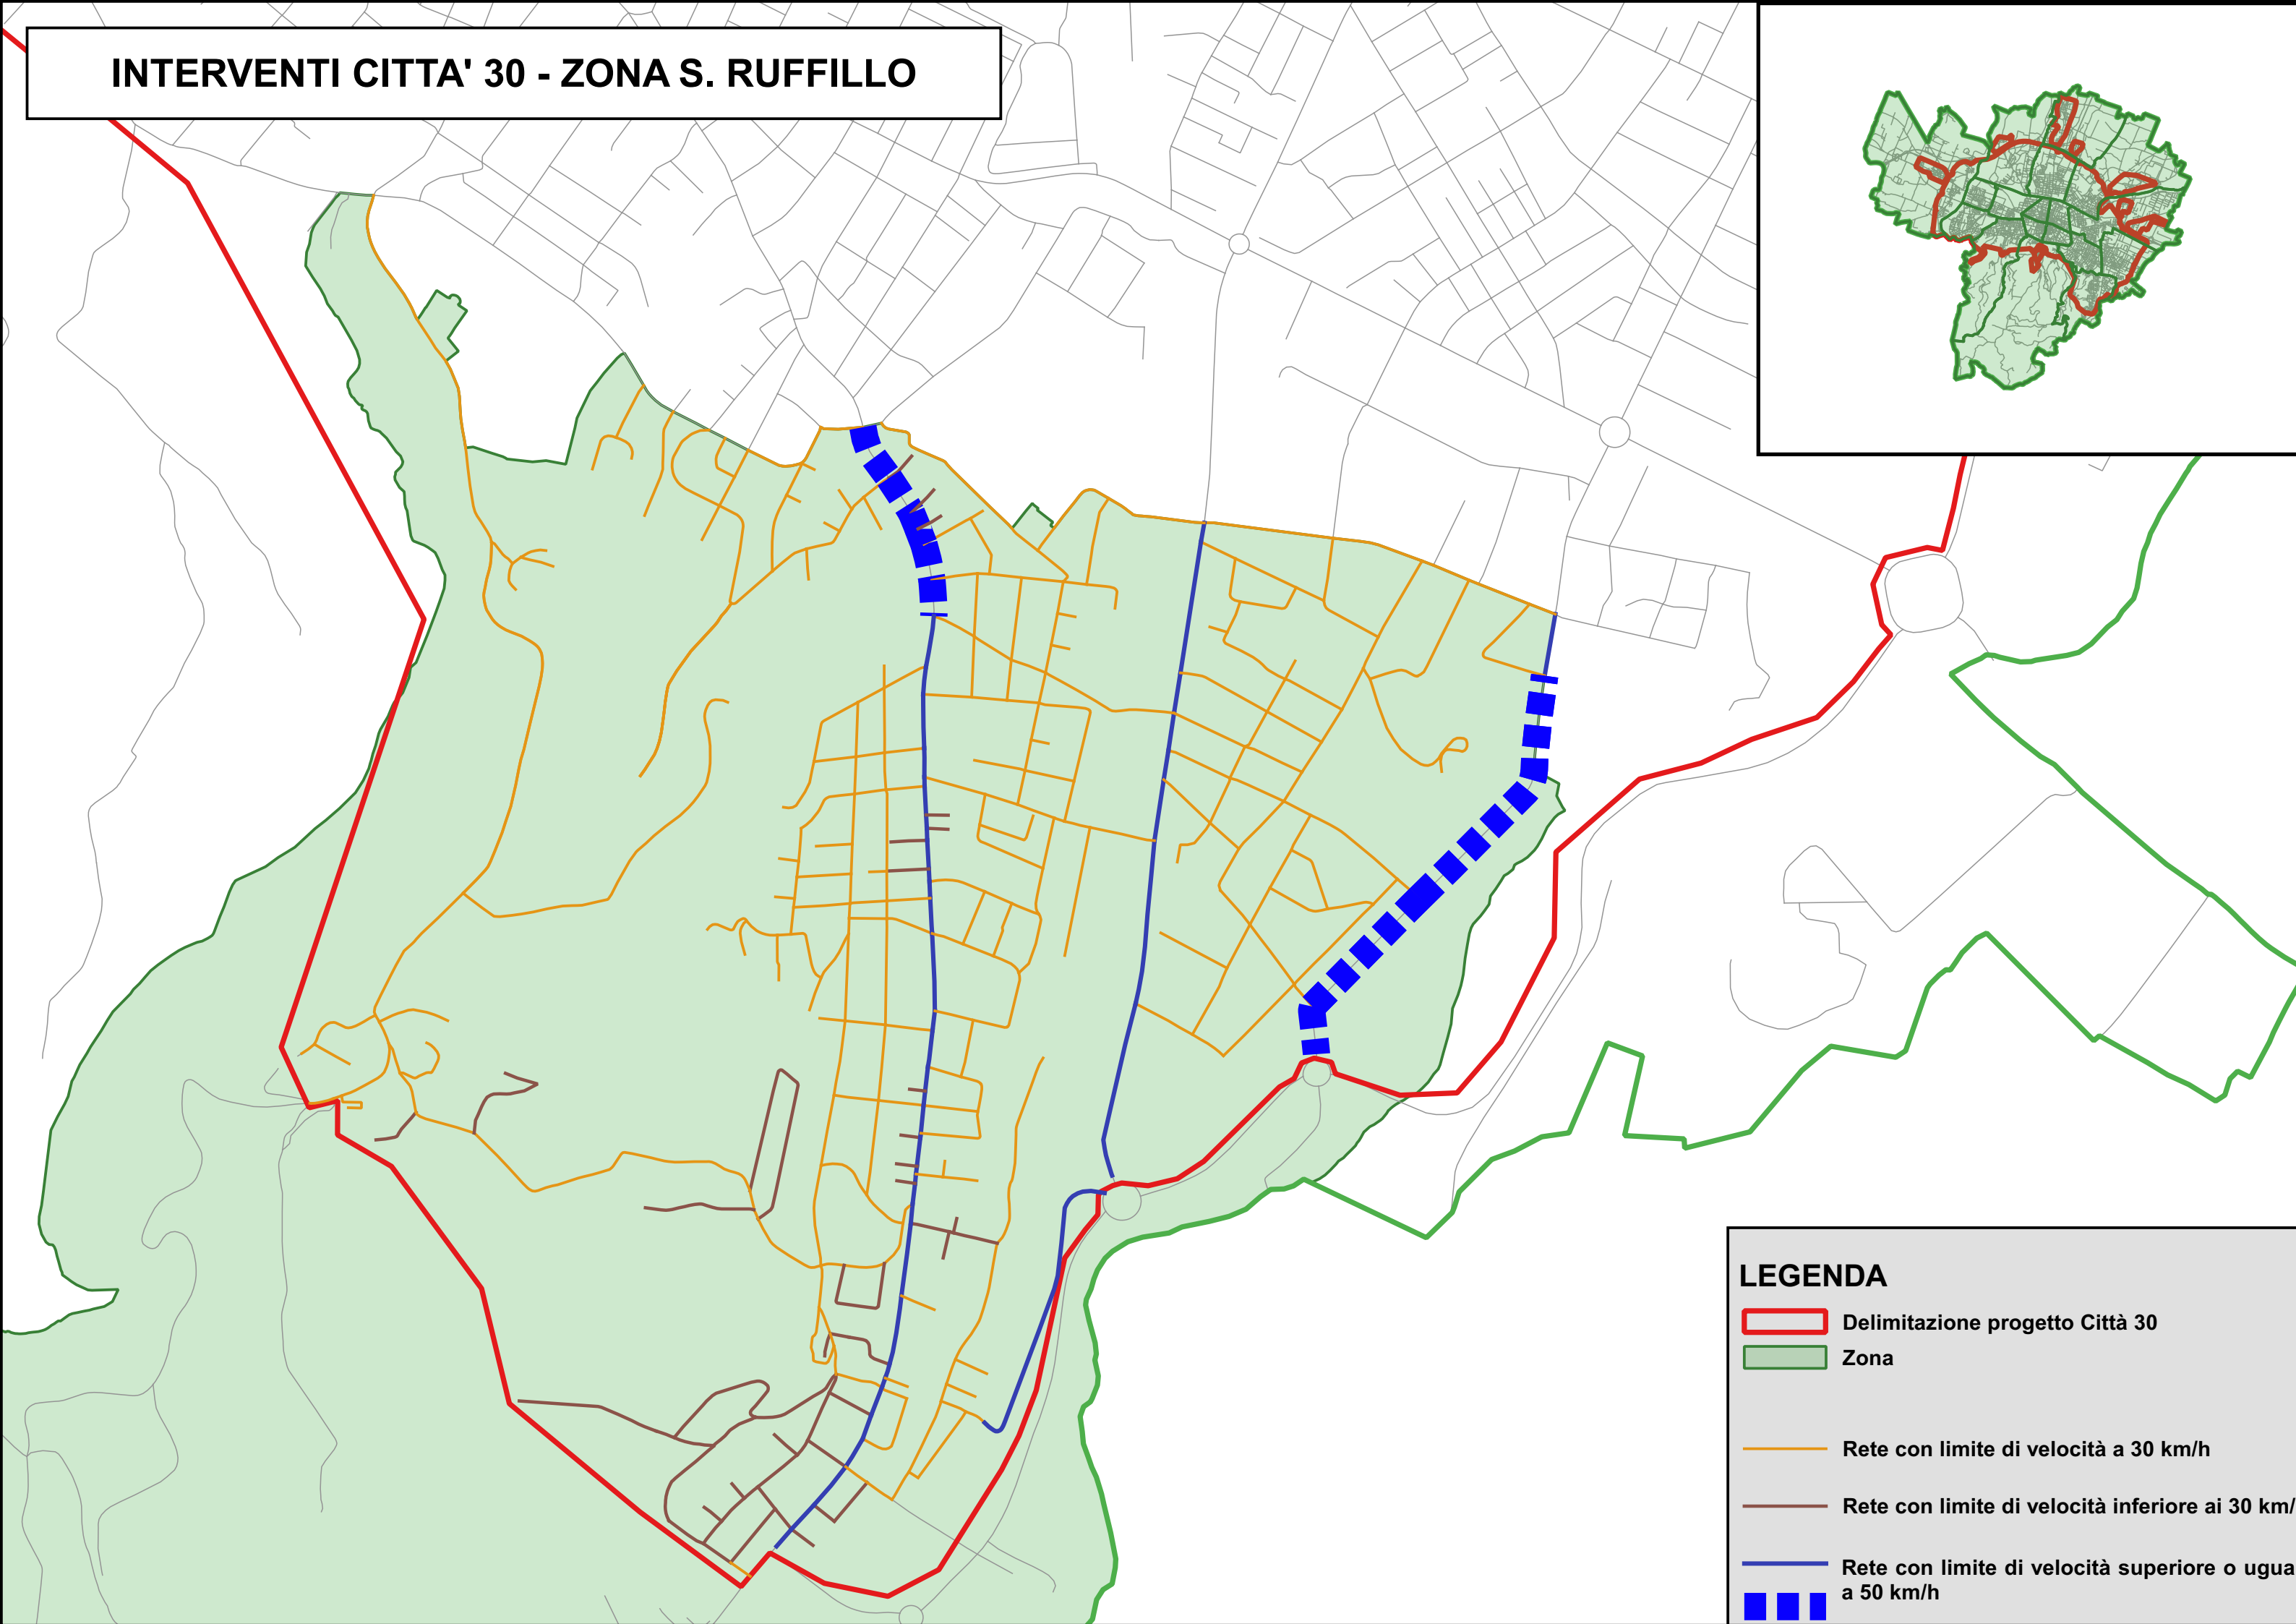 INTERVENTI CITTA' 30 - ZONA S. RUFFILLO
LEGENDA
Delimitazione progetto Città 30
Zona
Rete con limite di velocità a 30 km/h
Rete con limite di velocità inferiore ai 30 km/
Rete con limite di velocità superiore o ugua
a 50 km/h